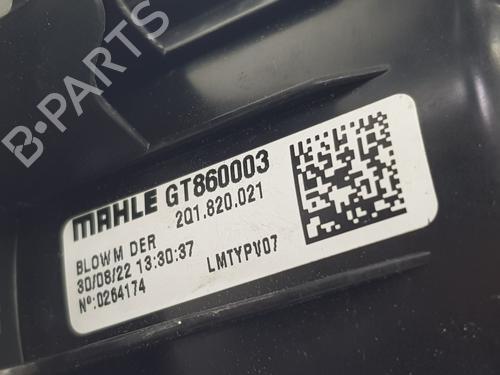 B-PARTS
MAHLE GT860003
2Q1.820.021
BLOWM DER
30/08/22 13:30:37 LMTYPV07
Nº:0264174